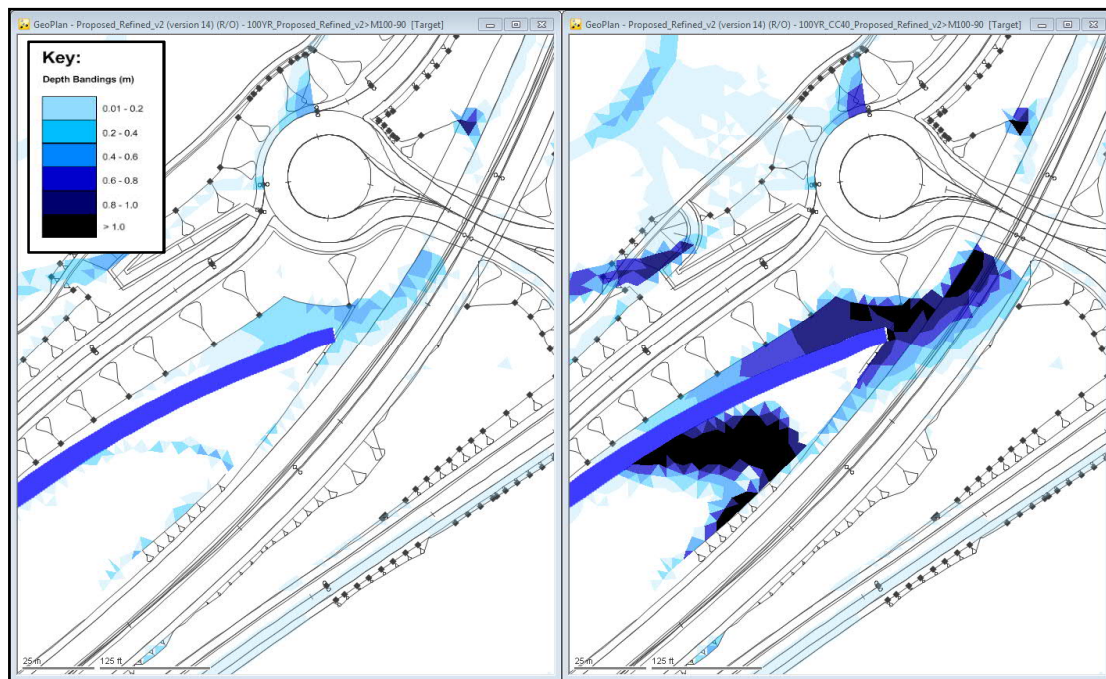 GeoPlan - Proposed_Refined_v2 (version 14) (R/O) - 100YR_Proposed_Refined_v2>M100-90 [Target]
Key:
Depth Bandings (m)
0.01 - 0.2
0.2 - 0.4
0.4 - 0.6
0.6 - 0.8
0.8 - 1.0
> 1.0
25 m
125 ft
GeoPlan - Proposed_Refined_v2 (version 14) (R/O) - 100YR_CC40_Proposed_Refined_v2>M100-90 [Target]
25 m
125 ft